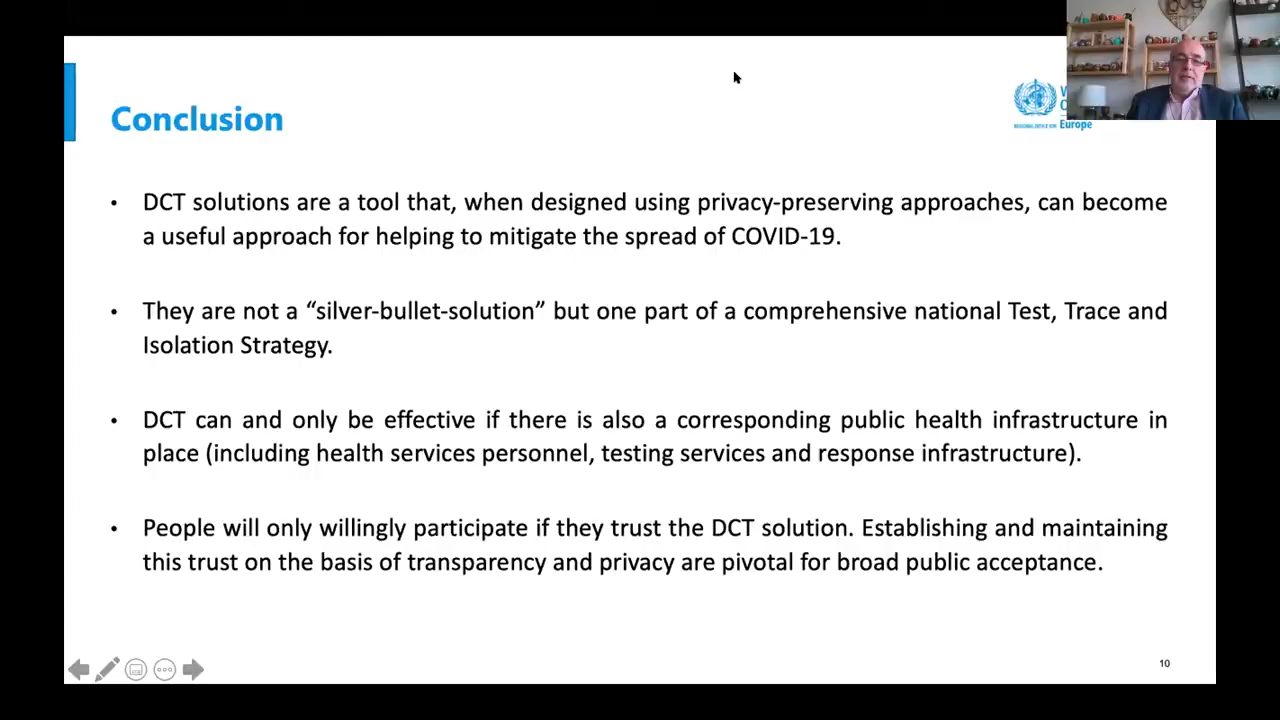 Conclusion
REGIONAL OFFICE FOR Europe
• DCT solutions are a tool that, when designed using privacy-preserving approaches, can become
a useful approach for helping to mitigate the spread of COVID-19.
• They are not a “silver-bullet-solution” but one part of a comprehensive national Test, Trace and
Isolation Strategy.
• DCT can and only be effective if there is also a corresponding public health infrastructure in
place (including health services personnel, testing services and response infrastructure).
• People will only willingly participate if they trust the DCT solution. Establishing and maintaining
this trust on the basis of transparency and privacy are pivotal for broad public acceptance.
10